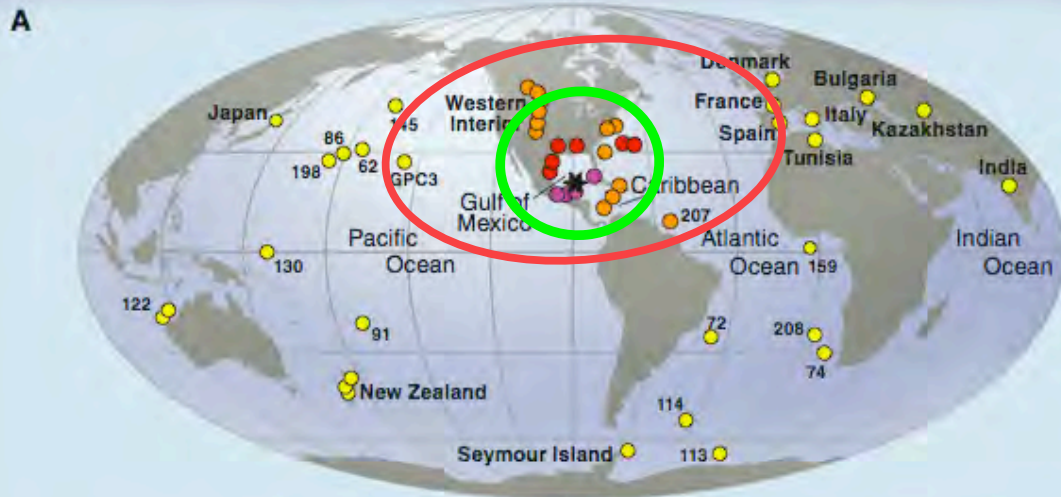 A
Denmark
Bulgaria
Japan
Western
Interior
145
France
Italy
Kazakhstan
Spain
Tunisia
86
62
198
GPC3
IndIa
Gulf of
Mexico
Caribbean
207
Pacific
Ocean
Atlantic
Ocean
Indian
Ocean
130
159
122
91
72
208
74
New Zealand
114
Seymour Island
113